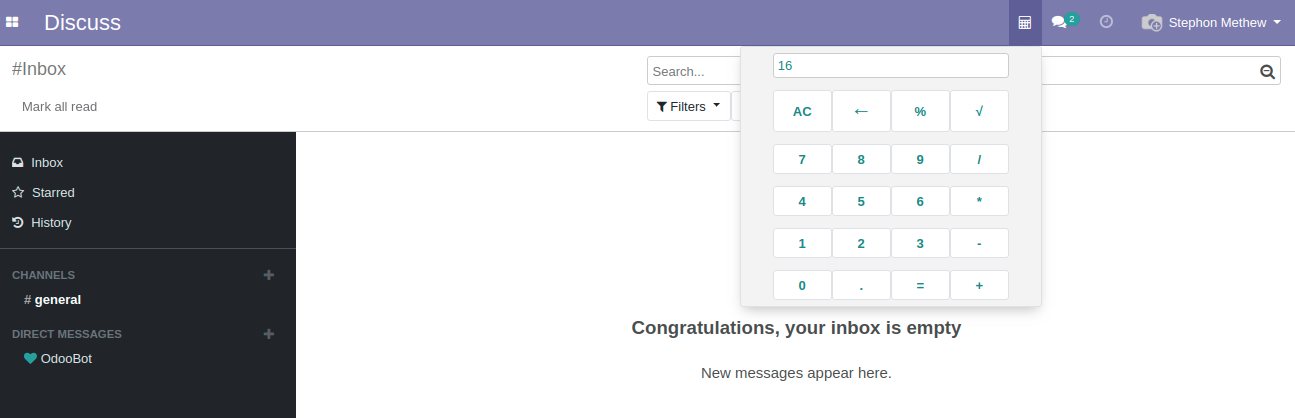 Discuss
2
Stephon Methew
#Inbox
Search...
Mark all read
Filters
16
AC ← % √
7 8 9 /
4 5 6 *
1 2 3 -
0 . = +
Inbox
Starred
History
CHANNELS +
# general
DIRECT MESSAGES +
OdooBot
Congratulations, your inbox is empty
New messages appear here.